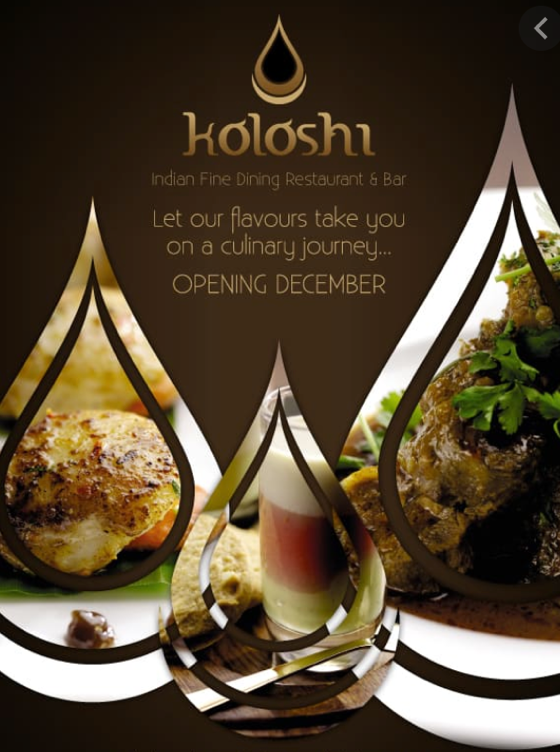 koloshi
Indian Fine Dining Restaurant & Bar
Let our flavours take you
on a culinary journey...
OPENING DECEMBER